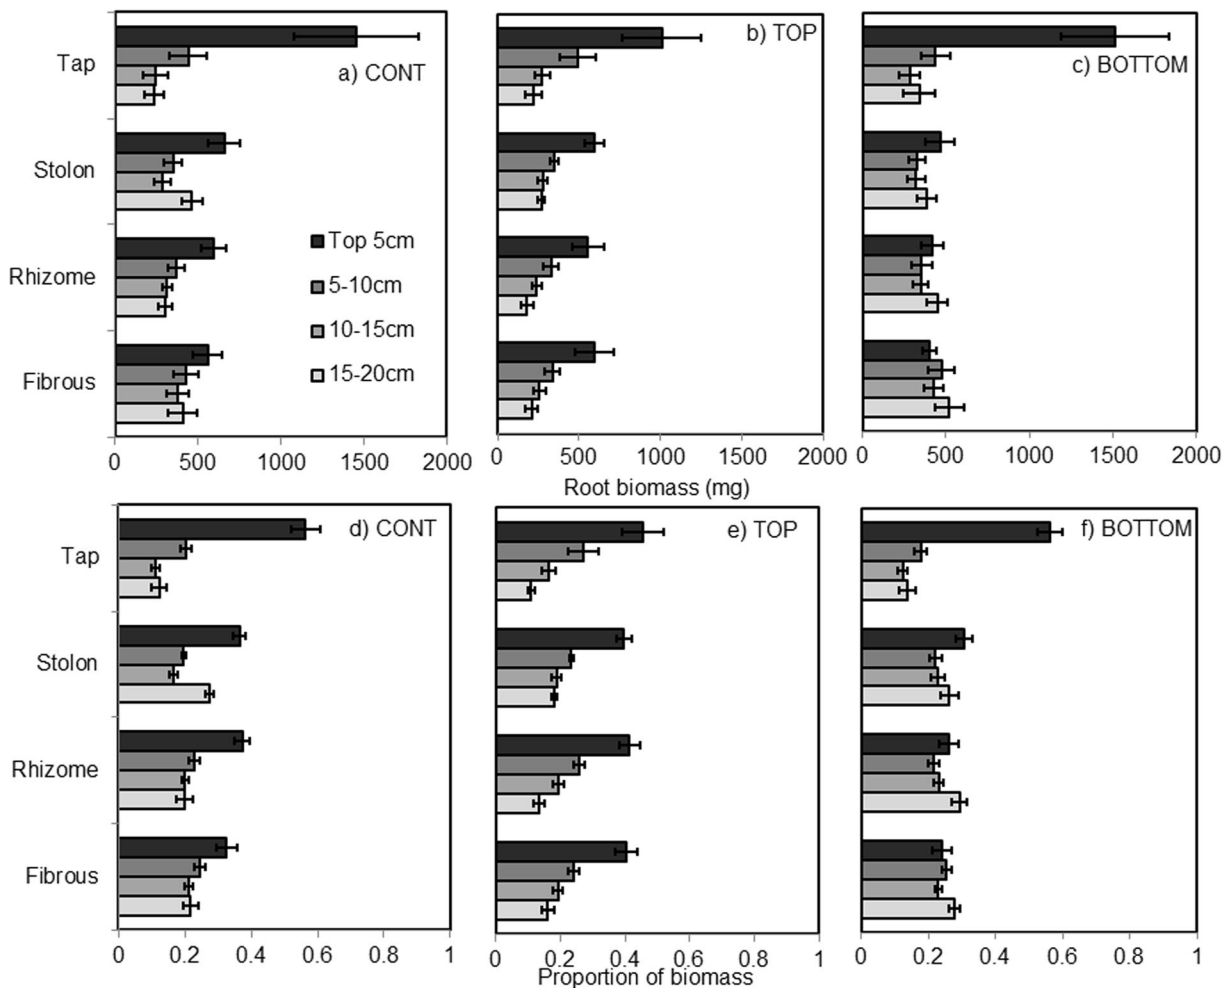 a) CONT
b) TOP
c) BOTTOM
Tap
Stolon
Rhizome
Fibrous
Top 5cm
5-10cm
10-15cm
15-20cm
0 500 1000 1500 2000
0 500 1000 1500 2000
0 500 1000 1500 2000
Root biomass (mg)
d) CONT
e) TOP
f) BOTTOM
Tap
Stolon
Rhizome
Fibrous
0 0.2 0.4 0.6 0.8 1
0 0.2 0.4 0.6 0.8 1
0 0.2 0.4 0.6 0.8 1
Proportion of biomass